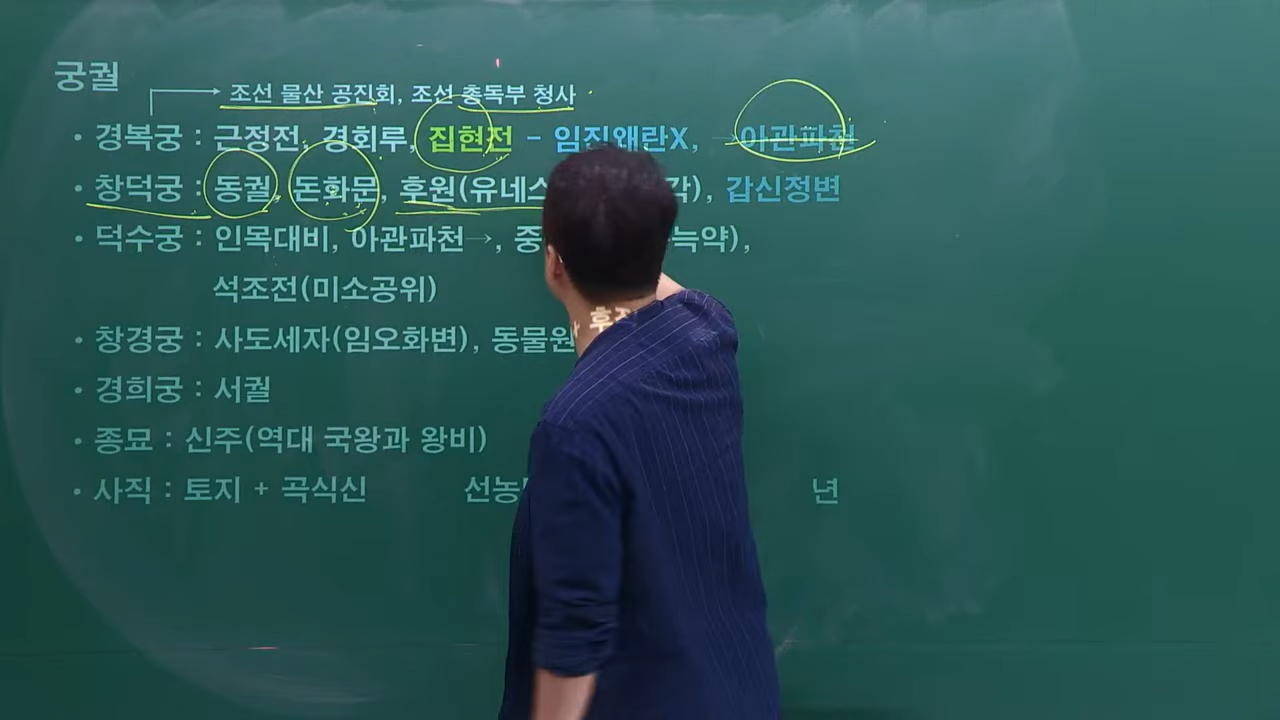 궁궐
조선 물산 공진회, 조선 총독부 청사
• 경복궁 : 근정전, 경회루, 집현전 - 임진왜란X, →아관파천
• 창덕궁 : 동궐, 돈화문, 후원(유네스 각), 갑신정변
• 덕수궁 : 인목대비, 아관파천→, 중 늑약),
석조전(미소공위)
• 창경궁 : 사도세자(임오화변), 동물원
• 경희궁 : 서궐
• 종묘 : 신주(역대 국왕과 왕비)
• 사직 : 토지 + 곡식신 선농 년